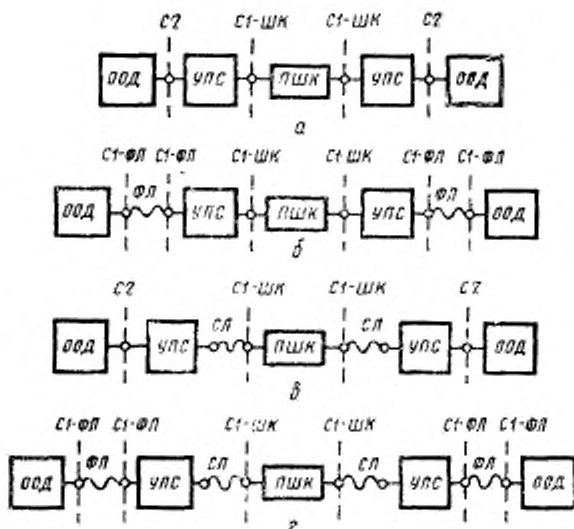 С2 С1-ШК С1-ШК С2
ООД УПС ПШК УПС ООД
а
С1-ФЛ С1-ФЛ С1-ШК С1-ШК С1-ФЛ С1-ФЛ
ФЛ ФЛ
ООД УПС ПШК УПС ООД
б
С2 С1-ШК С1-ШК С2
СЛ СЛ
ООД УПС ПШК УПС ООД
в
С1-ФЛ С1-ФЛ С1-ШК С1-ШК С1-ФЛ С1-ФЛ
ФЛ СЛ СЛ ФЛ
ООД УПС ПШК УПС ООД
г